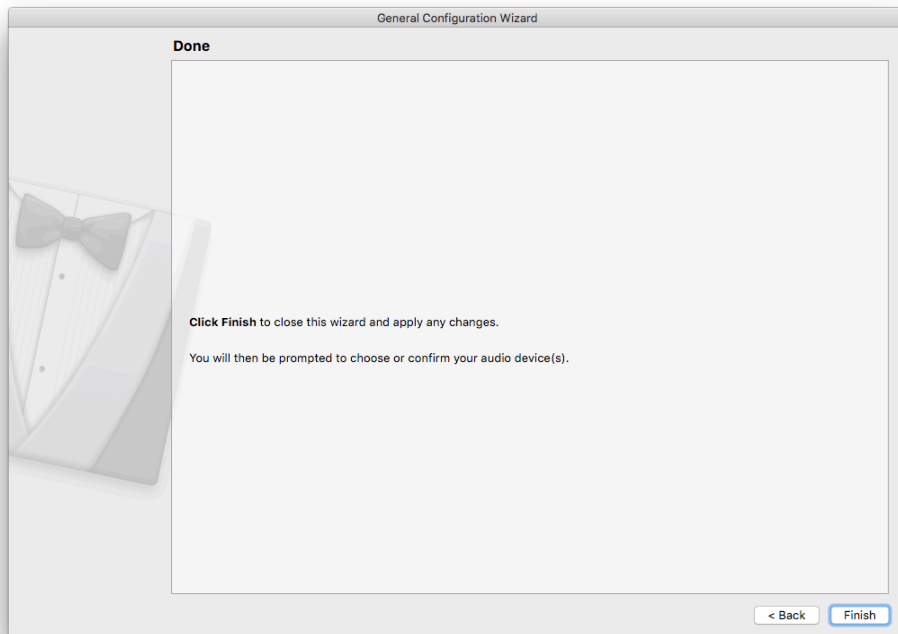 General Configuration Wizard
Done
Click Finish to close this wizard and apply any changes.
You will then be prompted to choose or confirm your audio device(s).
< Back
Finish